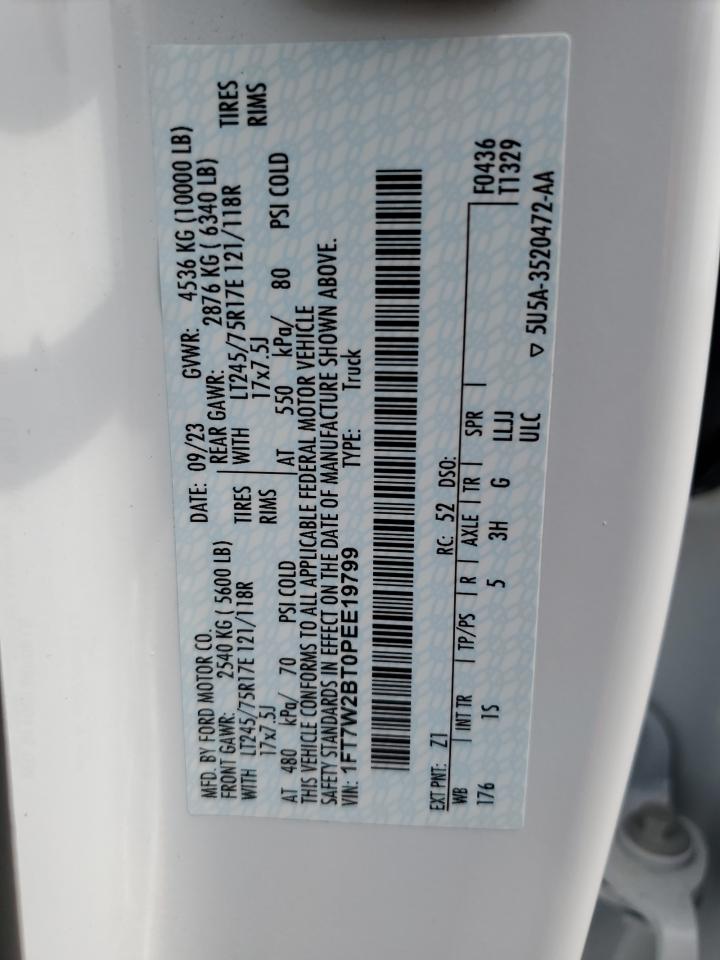 MFD. BY FORD MOTOR CO.
DATE: 09/23 GVWR: 4536 KG (10000 LB)
FRONT GAWR: 2540 KG ( 5600 LB) REAR GAWR: 2876 KG ( 6340 LB)
WITH LT245/75R17E 121/118R TIRES WITH LT245/75R17E 121/118R TIRES
17x7.5J RIMS 17x7.5J RIMS
AT 480 kPa/ 70 PSI COLD AT 550 kPa/ 80 PSI COLD
THIS VEHICLE CONFORMS TO ALL APPLICABLE FEDERAL MOTOR VEHICLE
SAFETY STANDARDS IN EFFECT ON THE DATE OF MANUFACTURE SHOWN ABOVE.
VIN: 1FT7W2BT0PEE19799 TYPE: Truck
EXT PNT: Z1 RC: 52 DSO:
WB INT TR TP/PS R AXLE TR SPR F0436
176 1S 5 3H G LLJJ T1329
ULC
▽ 5U5A-3520472-AA